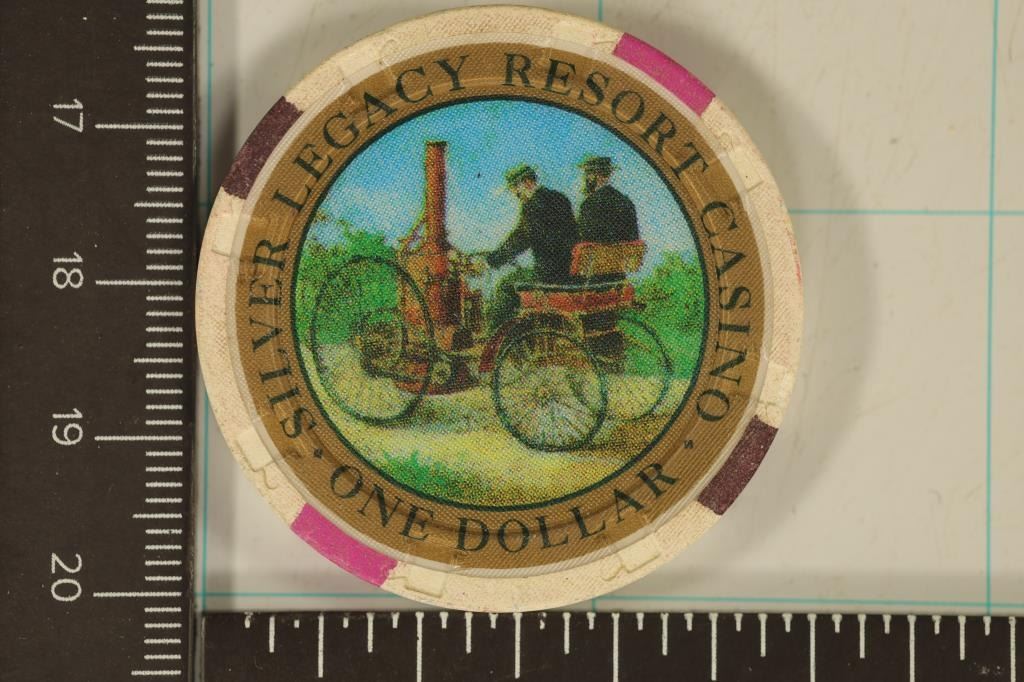 SILVER LEGACY RESORT CASINO
ONE DOLLAR
17
18
19
20